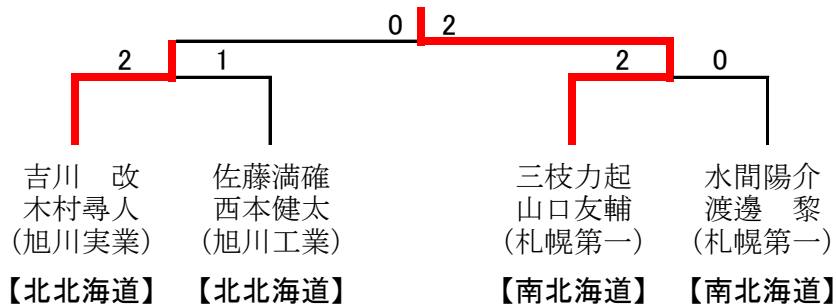 0 2
2 1 2 0
吉川　改 佐藤満確 三枝力起 水間陽介
木村尋人 西本健太 山口友輔 渡邊　黎
(旭川実業) (旭川工業) (札幌第一) (札幌第一)
【北北海道】 【北北海道】 【南北海道】 【南北海道】